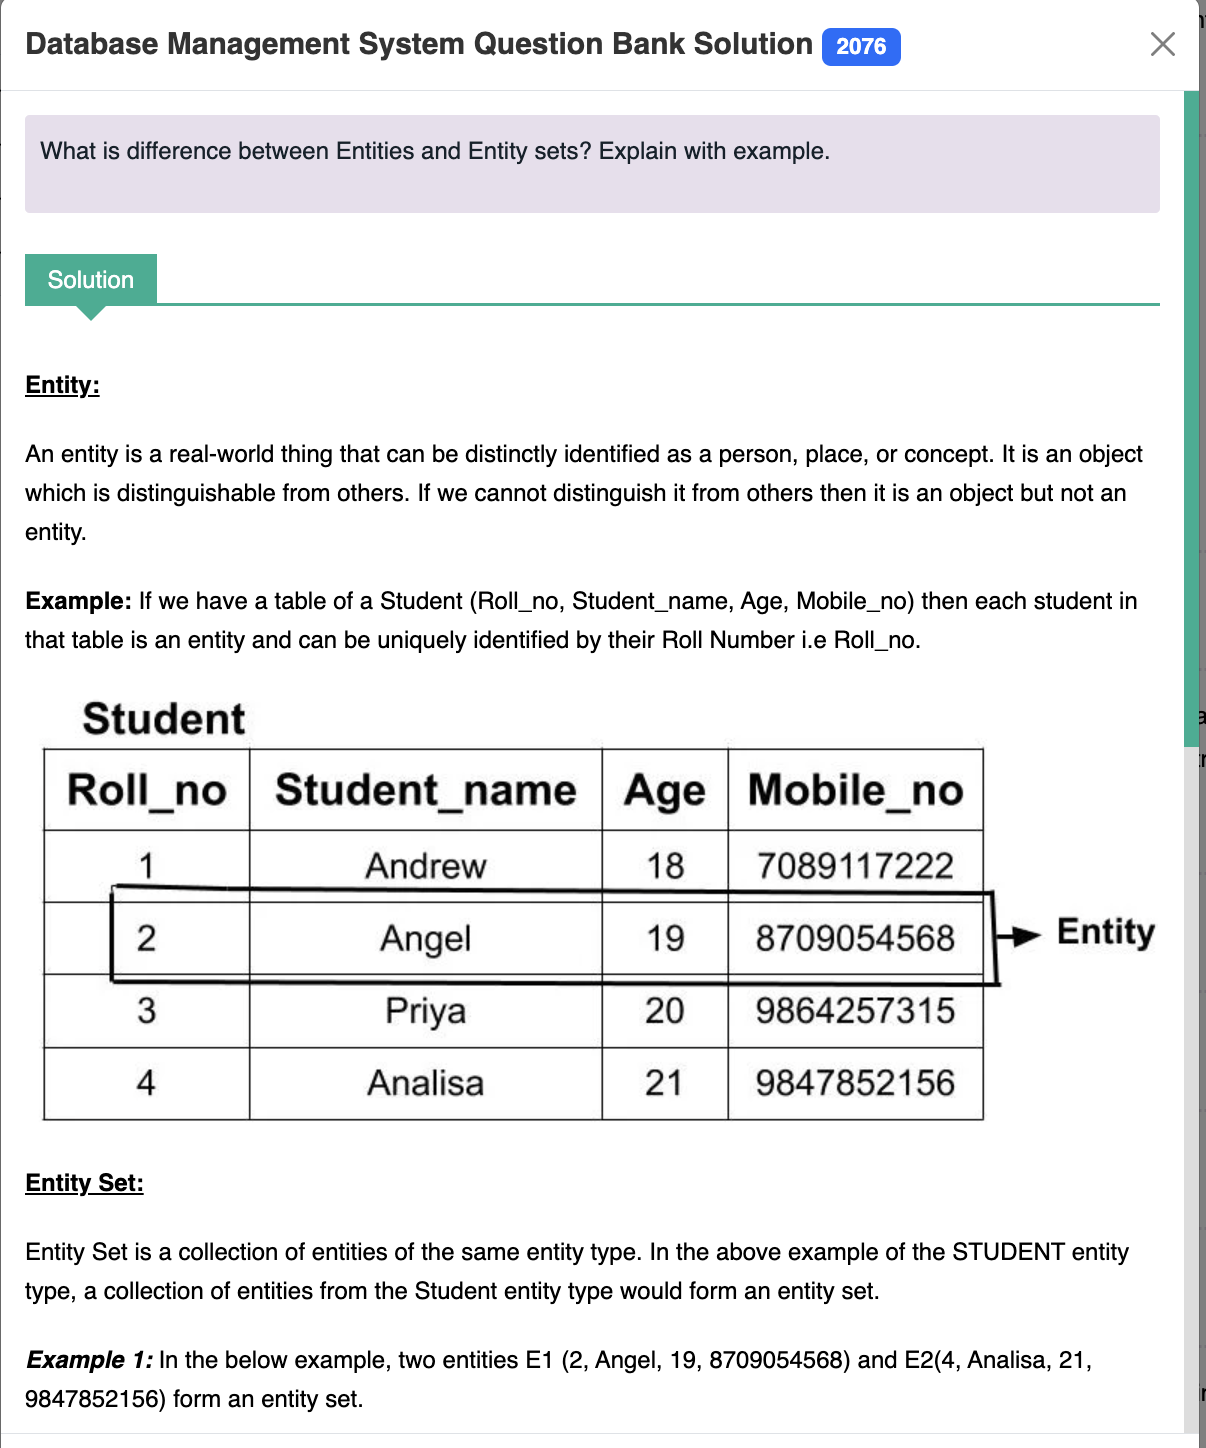 Database Management System Question Bank Solution 2076
What is difference between Entities and Entity sets? Explain with example.
Solution
Entity:
An entity is a real-world thing that can be distinctly identified as a person, place, or concept. It is an object
which is distinguishable from others. If we cannot distinguish it from others then it is an object but not an
entity.
Example: If we have a table of a Student (Roll_no, Student_name, Age, Mobile_no) then each student in
that table is an entity and can be uniquely identified by their Roll Number i.e Roll_no.
Student
Roll_no Student_name Age Mobile_no
1 Andrew 18 7089117222
2 Angel 19 8709054568 Entity
3 Priya 20 9864257315
4 Analisa 21 9847852156
Entity Set:
Entity Set is a collection of entities of the same entity type. In the above example of the STUDENT entity
type, a collection of entities from the Student entity type would form an entity set.
Example 1: In the below example, two entities E1 (2, Angel, 19, 8709054568) and E2(4, Analisa, 21,
9847852156) form an entity set.